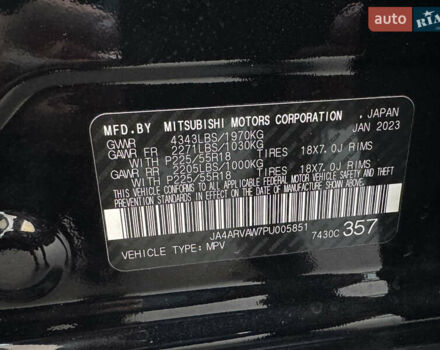 auto RIA
MFD.BY MITSUBISHI MOTORS CORPORATION, JAPAN
GVWR 4343LBS/1970KG JAN 2023
GAWR FR 2271LBS/1030KG
WITH P225/55R18 TIRES 18X7.0J RIMS
GAWR RR 2205LBS/1000KG
WITH P225/55R18 TIRES 18X7.0J RIMS
THIS VEHICLE CONFORMS TO ALL APPLICABLE FEDERAL MOTOR VEHICLE
SAFETY AND THEFT PREVENTION STANDARDS IN EFFECT ON
THE DATE OF MANUFACTURE SHOWN ABOVE.
JA4ARVAW7PU005851 7430C 357
VEHICLE TYPE: MPV